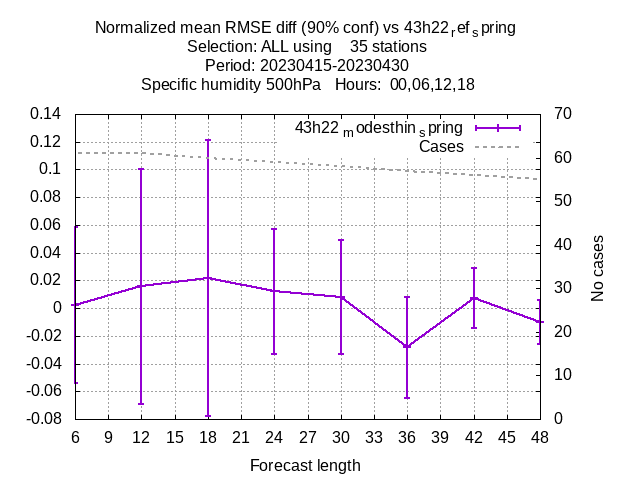 Normalized mean RMSE diff (90% conf) vs 43h22ref spring
Selection: ALL using 35 stations
Period: 20230415-20230430
Specific humidity 500hPa Hours: 00,06,12,18
0.14
0.12
0.1
0.08
0.06
0.04
0.02
0
-0.02
-0.04
-0.06
-0.08
43h22modesthinspring
Cases
70
60
50
40
30
20
10
0
No cases
6 9 12 15 18 21 24 27 30 33 36 39 42 45 48
Forecast length